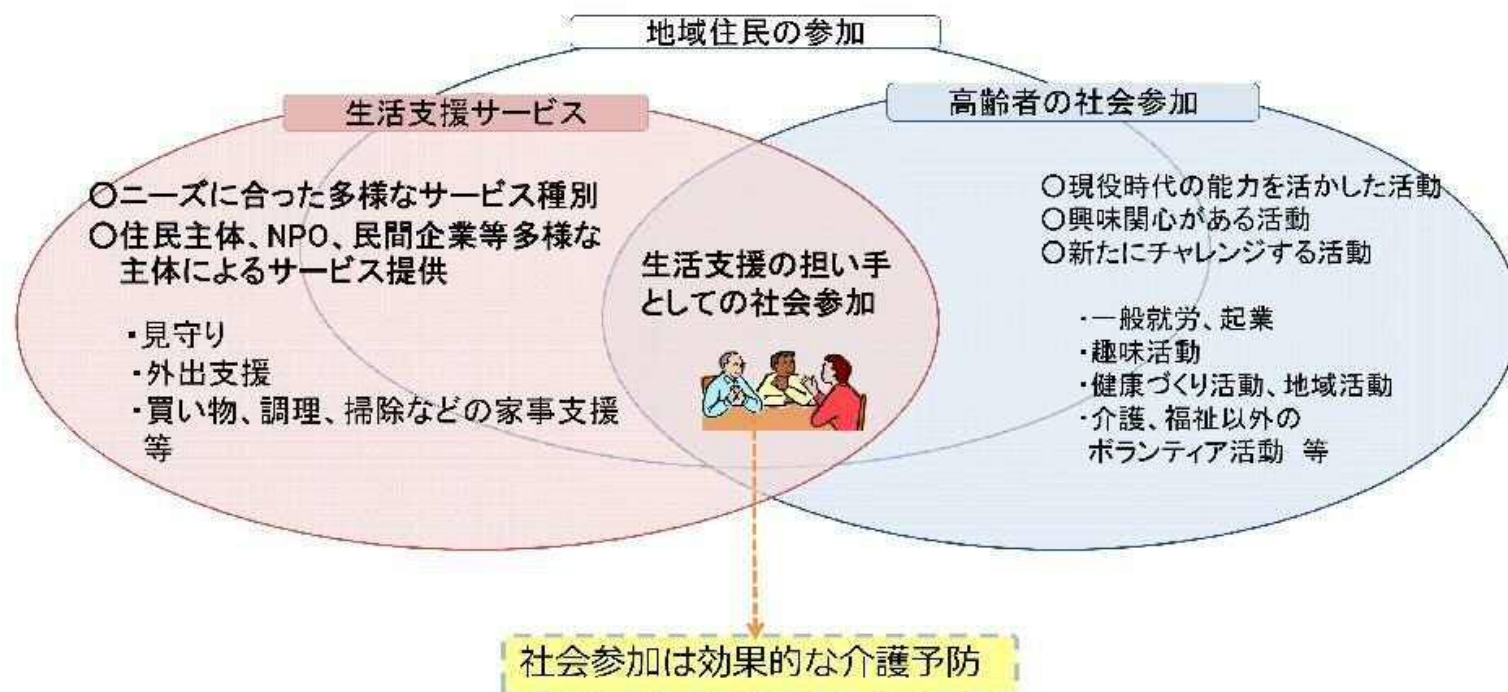 地域住民の参加
生活支援サービス
〇ニーズに合った多様なサービス種別
〇住民主体、NPO、民間企業等多様な
主体によるサービス提供
・見守り
・外出支援
・買い物、調理、掃除などの家事支援
等
生活支援の担い手
としての社会参加
高齢者の社会参加
〇現役時代の能力を活かした活動
〇興味関心がある活動
〇新たにチャレンジする活動
・一般就労、起業
・趣味活動
・健康づくり活動、地域活動
・介護、福祉以外の
ボランティア活動 等
社会参加は効果的な介護予防